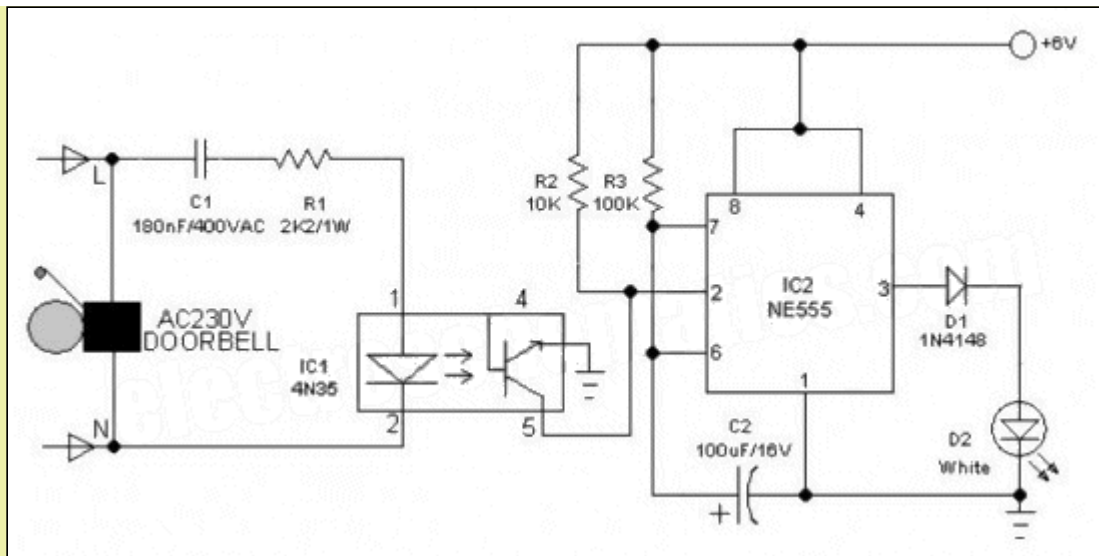 +6V
L
C1
180nF/400VAC
R1
2K2/1W
R2
10K
R3
100K
8
4
7
2
6
3
1
IC2
NE555
D1
1N4148
AC230V
DOORBELL
1
4
IC1
4N35
2
5
N
C2
100uF/16V
+
D2
White